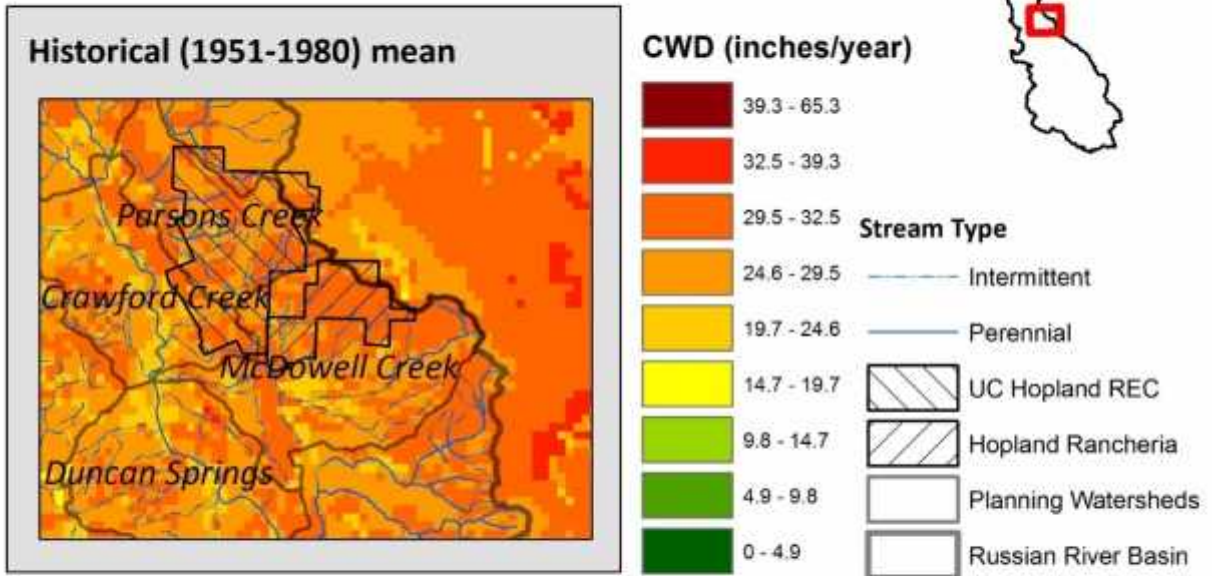 Historical (1951-1980) mean
Parsons Creek
Crawford Creek
McDowell Creek
Duncan Springs
CWD (inches/year)
39.3 - 65.3
32.5 - 39.3
29.5 - 32.5
24.6 - 29.5
19.7 - 24.6
14.7 - 19.7
9.8 - 14.7
4.9 - 9.8
0 - 4.9
Stream Type
Intermittent
Perennial
UC Hopland REC
Hopland Rancheria
Planning Watersheds
Russian River Basin